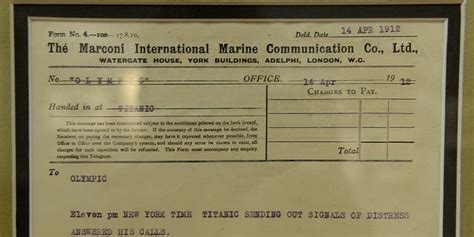 Form No. 4.—100—17.8.10. Deld. Date 14 APR 1912
The Marconi International Marine Communication Co., Ltd.,
WATERGATE HOUSE, YORK BUILDINGS, ADELPHI, LONDON, W.C.
No "OLYMPIC" OFFICE. 14 Apr 1912
CHARGES TO PAY.
Handed in at TITANIC
This message has been transmitted subject to the conditions printed on the back hereof,
which have been agreed to by the Sender. If the accuracy of this message be doubted, the
Receiver, on paying the necessary charges, may have it repeated whenever possible, from
Office to Office over the Company's system, and should any error be shown to exist, all
charges for such repetition will be refunded. This Form must accompany any enquiry
respecting this Telegram.
Total
To
OLYMPIC
Eleven pm NEW YORK TIME TITANIC SENDING OUT SIGNALS OF DISTRESS
ANSWERED HIS CALLS.